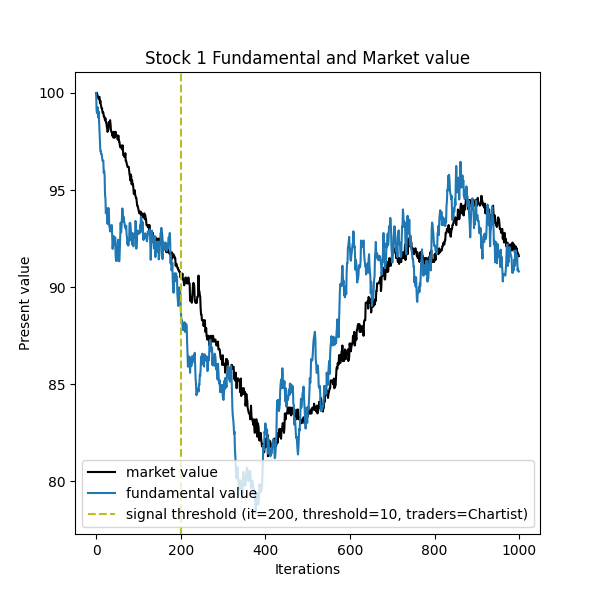 Stock 1 Fundamental and Market value
100
95
90
85
80
Present value
market value
fundamental value
signal threshold (it=200, threshold=10, traders=Chartist)
0 200 400 600 800 1000
Iterations